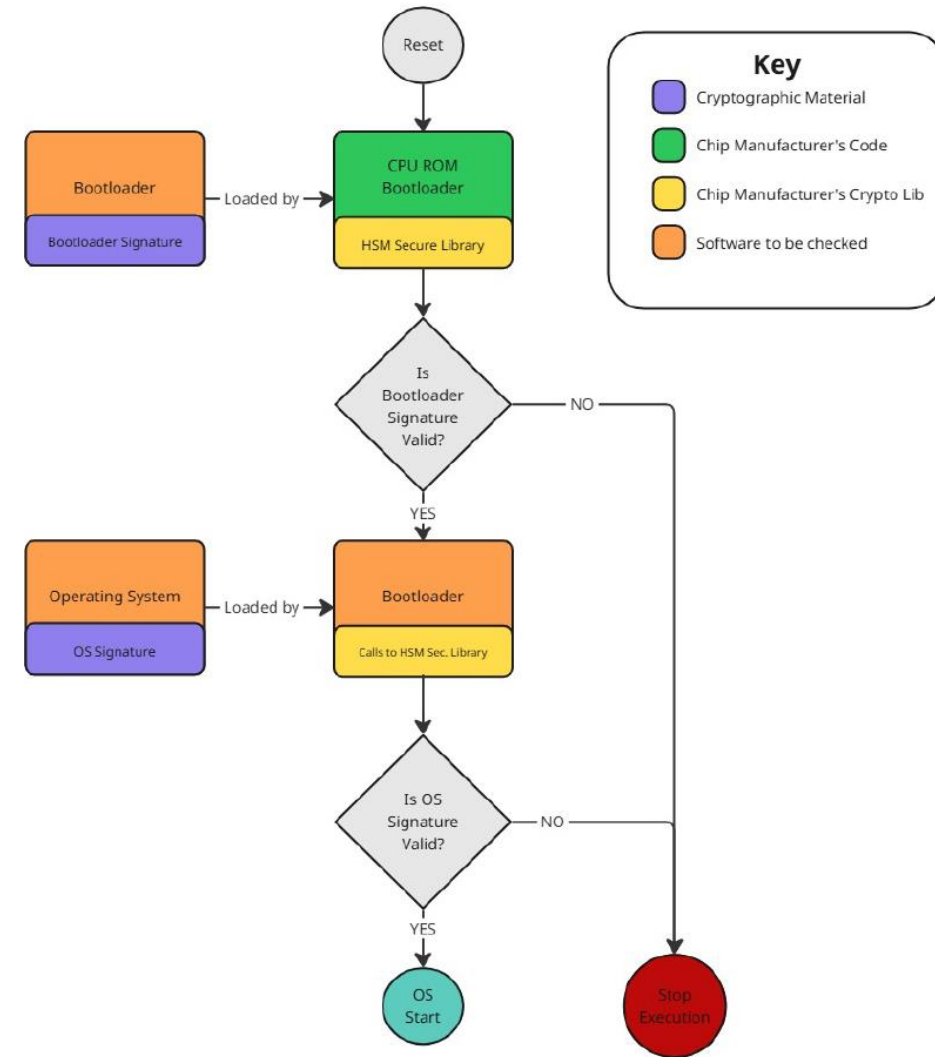 Reset
Key
Cryptographic Material
Chip Manufacturer's Code
Chip Manufacturer's Crypto Lib
Software to be checked
Bootloader
Bootloader Signature
Loaded by
CPU ROM
Bootloader
HSM Secure Library
Is
Bootloader
Signature
Valid?
NO
YES
Operating System
OS Signature
Loaded by
Bootloader
Calls to HSM Sec. Library
Is OS
Signature
Valid?
NO
YES
OS
Start
Stop
Execution